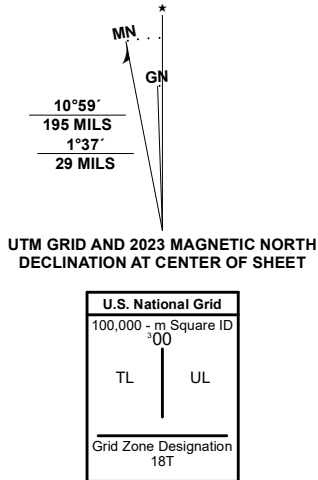 ★
MN
GN
10°59´
195 MILS
1°37´
29 MILS
UTM GRID AND 2023 MAGNETIC NORTH
DECLINATION AT CENTER OF SHEET
U.S. National Grid
100,000 - m Square ID
³00
TL UL
Grid Zone Designation
18T